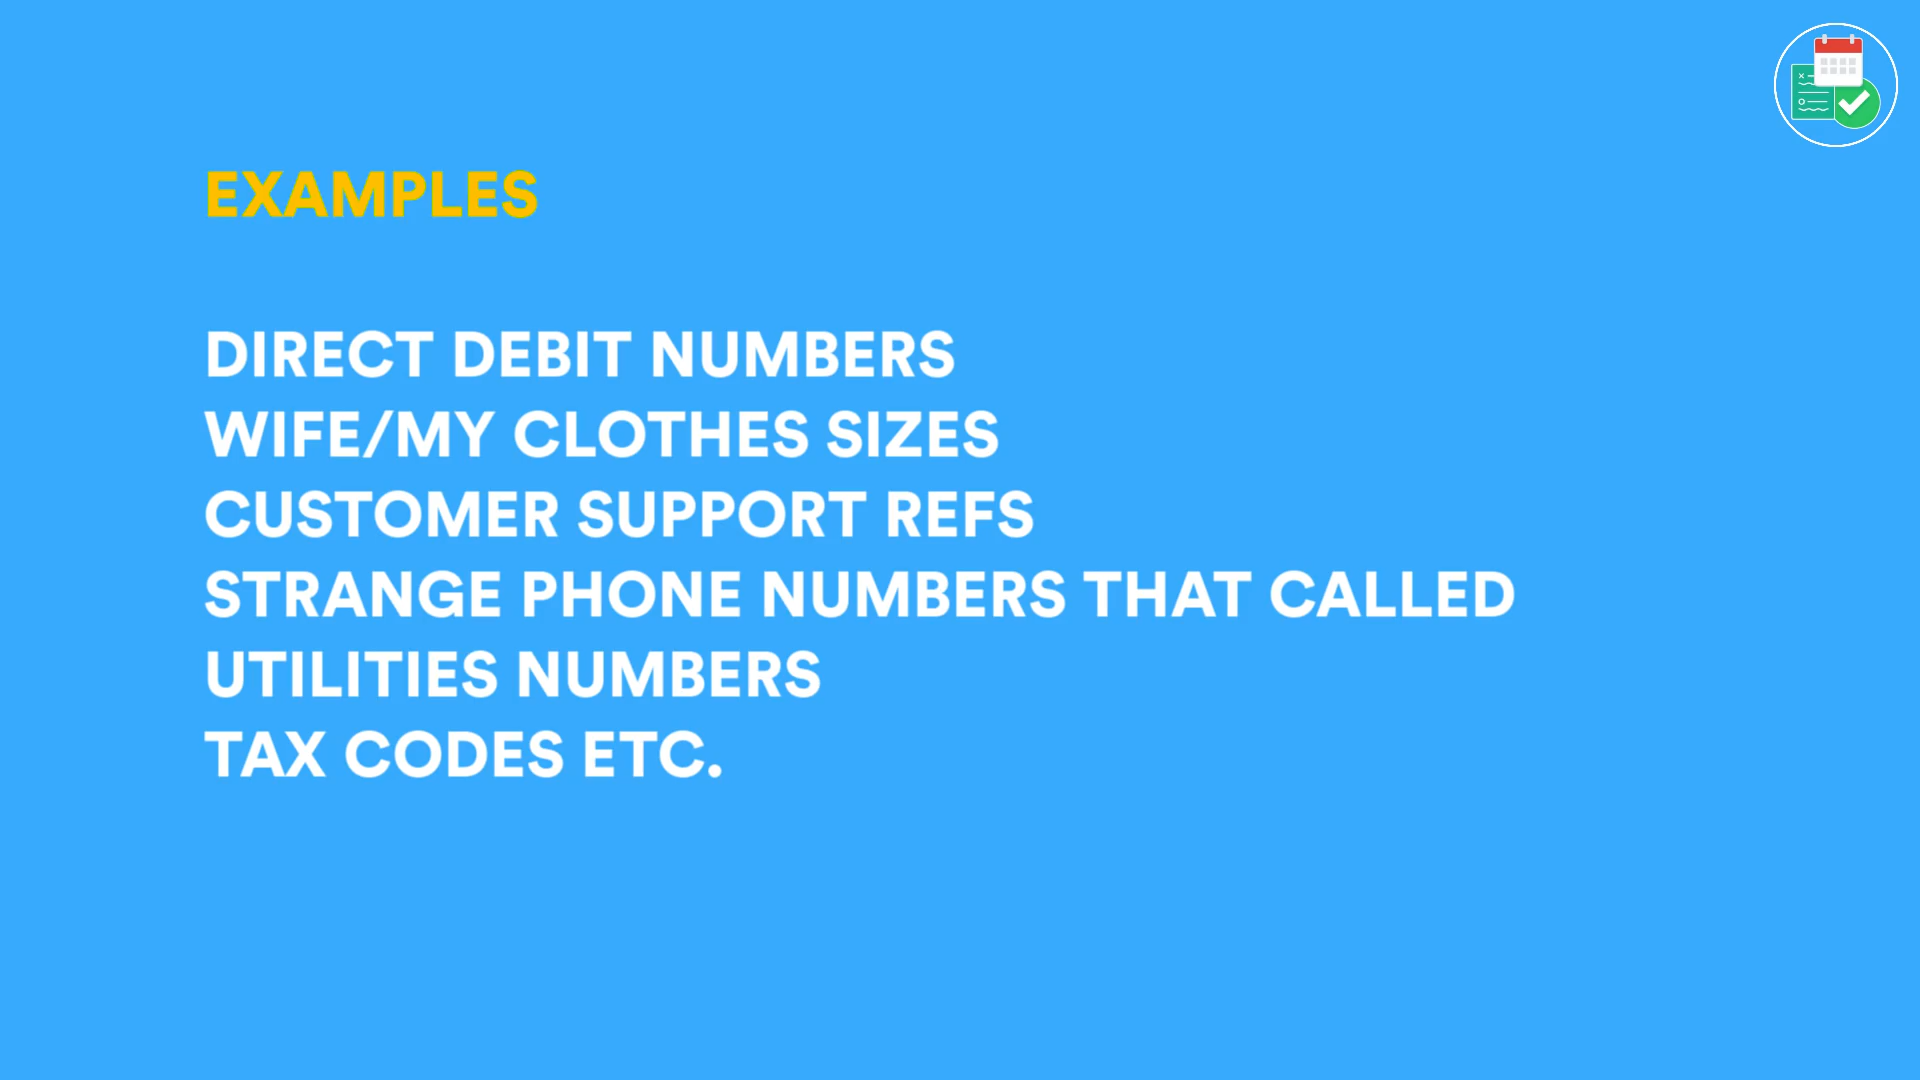 EXAMPLES
DIRECT DEBIT NUMBERS
WIFE/MY CLOTHES SIZES
CUSTOMER SUPPORT REFS
STRANGE PHONE NUMBERS THAT CALLED
UTILITIES NUMBERS
TAX CODES ETC.